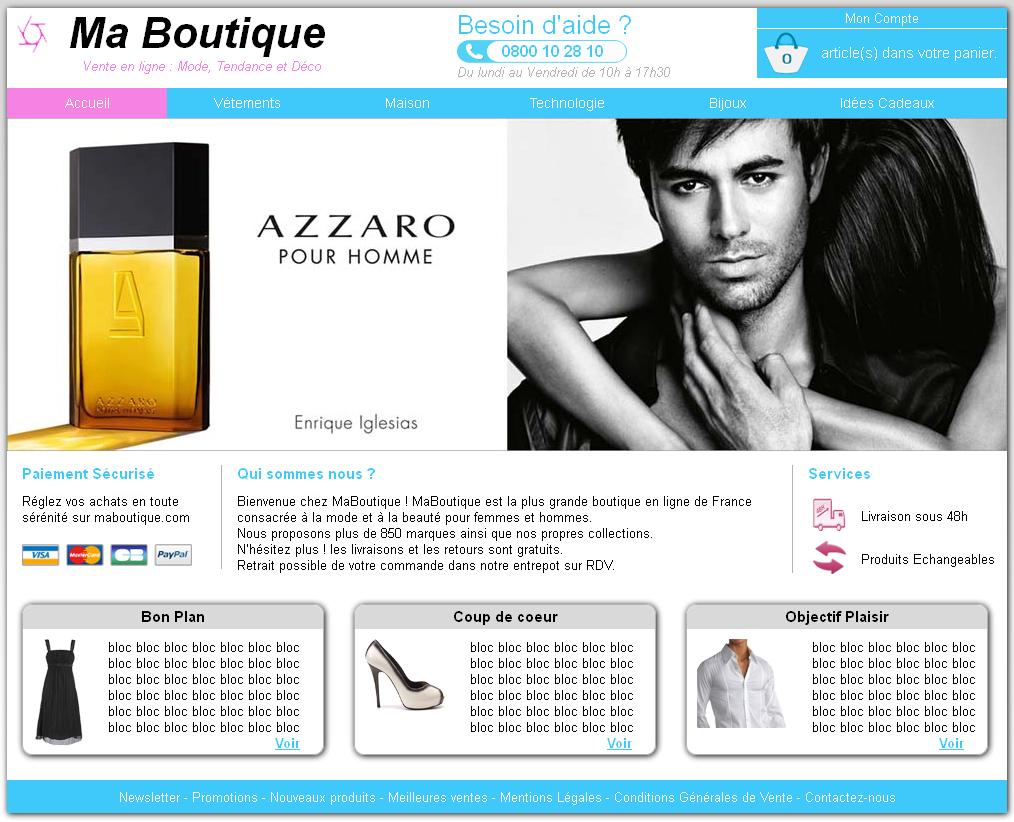 Ma Boutique
Vente en ligne : Mode, Tendance et Déco
Besoin d'aide ?
0800 10 28 10
Du lundi au Vendredi de 10h à 17h30
Mon Compte
0 article(s) dans votre panier.
Accueil Vétements Maison Technologie Bijoux Idées Cadeaux
AZZARO
POUR HOMME
AZZARO
POUR HOMME
Enrique Iglesias
Paiement Sécurisé
Réglez vos achats en toute
sérénité sur maboutique.com
VISA MasterCard CB PayPal
Qui sommes nous ?
Bienvenue chez MaBoutique ! MaBoutique est la plus grande boutique en ligne de France
consacrée à la mode et à la beauté pour femmes et hommes.
Nous proposons plus de 850 marques ainsi que nos propres collections.
N'hésitez plus ! les livraisons et les retours sont gratuits.
Retrait possible de votre commande dans notre entrepot sur RDV.
Services
48H
Livraison sous 48h
Produits Echangeables
Bon Plan
bloc bloc bloc bloc bloc bloc bloc
bloc bloc bloc bloc bloc bloc bloc
bloc bloc bloc bloc bloc bloc bloc
bloc bloc bloc bloc bloc bloc bloc
bloc bloc bloc bloc bloc bloc bloc
bloc bloc bloc bloc bloc bloc bloc
Voir
Coup de coeur
bloc bloc bloc bloc bloc bloc
bloc bloc bloc bloc bloc bloc
bloc bloc bloc bloc bloc bloc
bloc bloc bloc bloc bloc bloc
bloc bloc bloc bloc bloc bloc
bloc bloc bloc bloc bloc bloc
Voir
Objectif Plaisir
bloc bloc bloc bloc bloc bloc
bloc bloc bloc bloc bloc bloc
bloc bloc bloc bloc bloc bloc
bloc bloc bloc bloc bloc bloc
bloc bloc bloc bloc bloc bloc
bloc bloc bloc bloc bloc bloc
Voir
Newsletter - Promotions - Nouveaux produits - Meilleures ventes - Mentions Légales - Conditions Générales de Vente - Contactez-nous